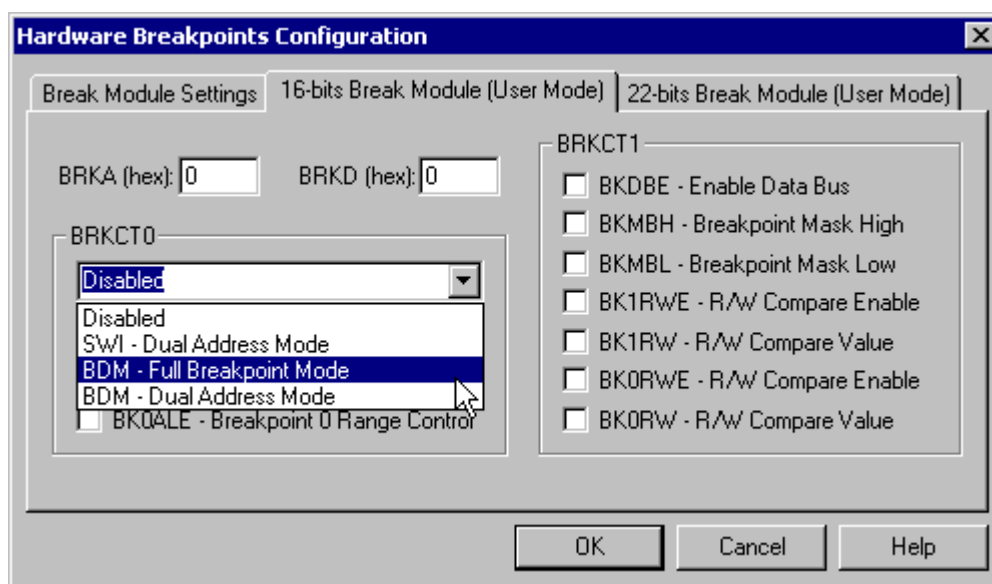 Hardware Breakpoints Configuration
Break Module Settings
16-bits Break Module (User Mode)
22-bits Break Module (User Mode)
BRKA (hex): 0
BRKD (hex): 0
BRKCT0
Disabled
Disabled
SWI - Dual Address Mode
BDM - Full Breakpoint Mode
BDM - Dual Address Mode
BK0ALE - Breakpoint 0 Range Control
BRKCT1
BKDBE - Enable Data Bus
BKMBH - Breakpoint Mask High
BKMBL - Breakpoint Mask Low
BK1RWE - R/W Compare Enable
BK1RW - R/W Compare Value
BK0RWE - R/W Compare Enable
BK0RW - R/W Compare Value
OK
Cancel
Help